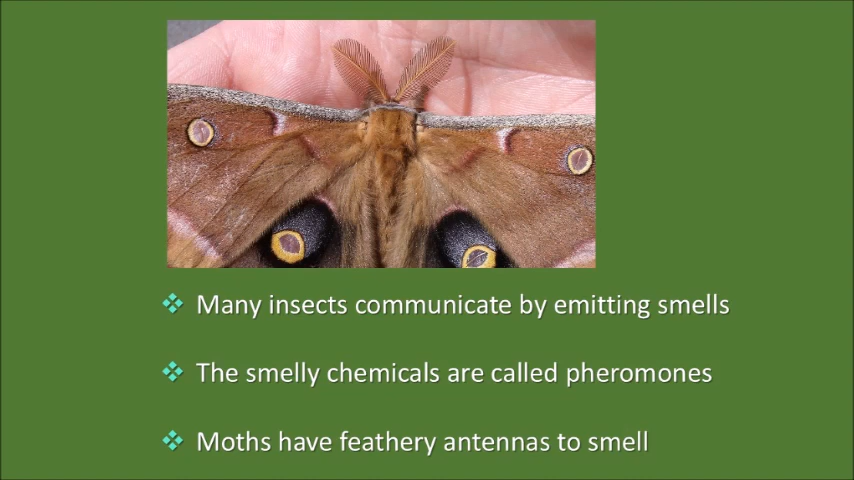 Many insects communicate by emitting smells
The smelly chemicals are called pheromones
Moths have feathery antennas to smell